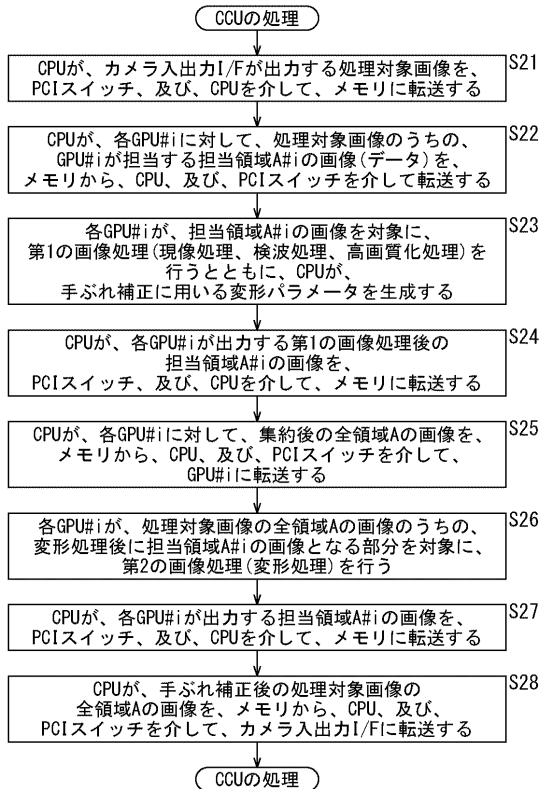 CCUの処理
S21
CPUが、カメラ入出力I/Fが出力する処理対象画像を、
PCIスイッチ、及び、CPUを介して、メモリに転送する
S22
CPUが、各GPU#iに対して、処理対象画像のうちの、
GPU#iが担当する担当領域A#iの画像(データ)を、
メモリから、CPU、及び、PCIスイッチを介して転送する
S23
各GPU#iが、担当領域A#iの画像を対象に、
第1の画像処理(現像処理、検波処理、高画質化処理)を
行うとともに、CPUが、
手ぶれ補正に用いる変形パラメータを生成する
S24
CPUが、各GPU#iが出力する第1の画像処理後の
担当領域A#iの画像を、
PCIスイッチ、及び、CPUを介して、メモリに転送する
S25
CPUが、各GPU#iに対して、集約後の全領域Aの画像を、
メモリから、CPU、及び、PCIスイッチを介して、
GPU#iに転送する
S26
各GPU#iが、処理対象画像の全領域Aの画像のうちの、
変形処理後に担当領域A#iの画像となる部分を対象に、
第2の画像処理(変形処理)を行う
S27
CPUが、各GPU#iが出力する担当領域A#iの画像を、
PCIスイッチ、及び、CPUを介して、メモリに転送する
S28
CPUが、手ぶれ補正後の処理対象画像の
全領域Aの画像を、メモリから、CPU、及び、
PCIスイッチを介して、カメラ入出力I/Fに転送する
CCUの処理